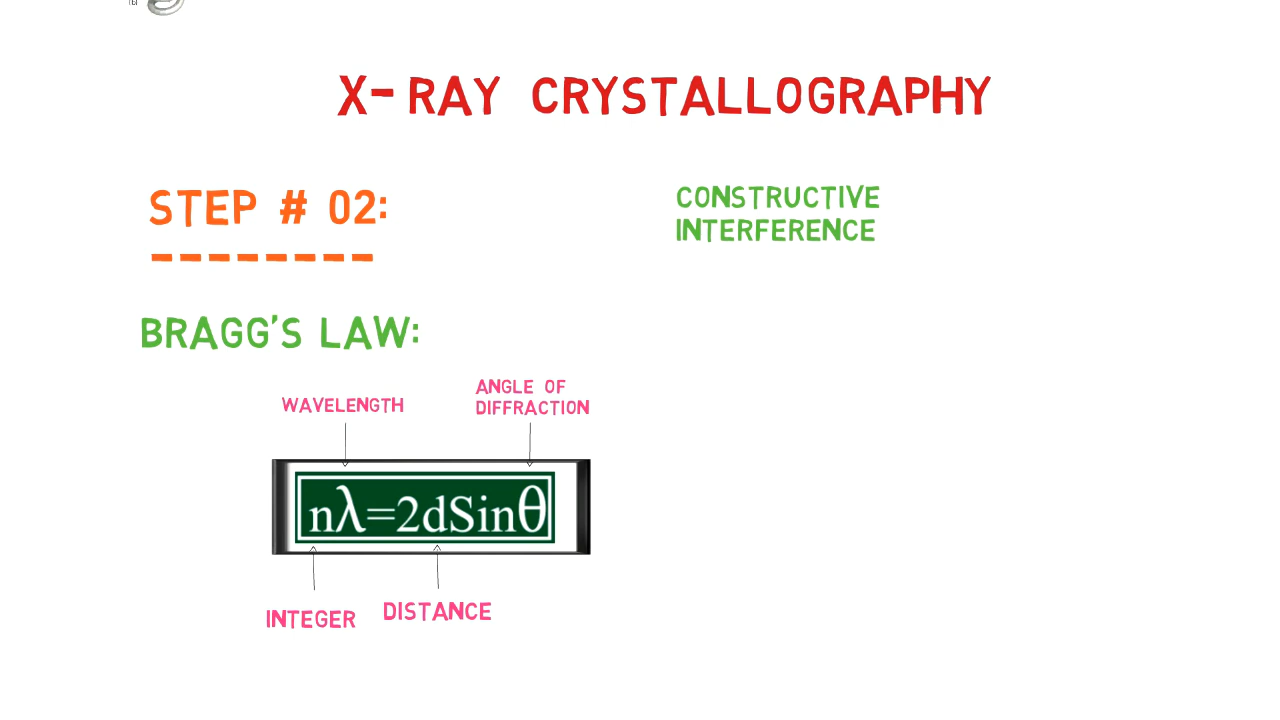 X-RAY CRYSTALLOGRAPHY
STEP # 02:
--------
CONSTRUCTIVE
INTERFERENCE
BRAGG'S LAW:
WAVELENGTH
ANGLE OF
DIFFRACTION
nλ=2dSinθ
INTEGER
DISTANCE